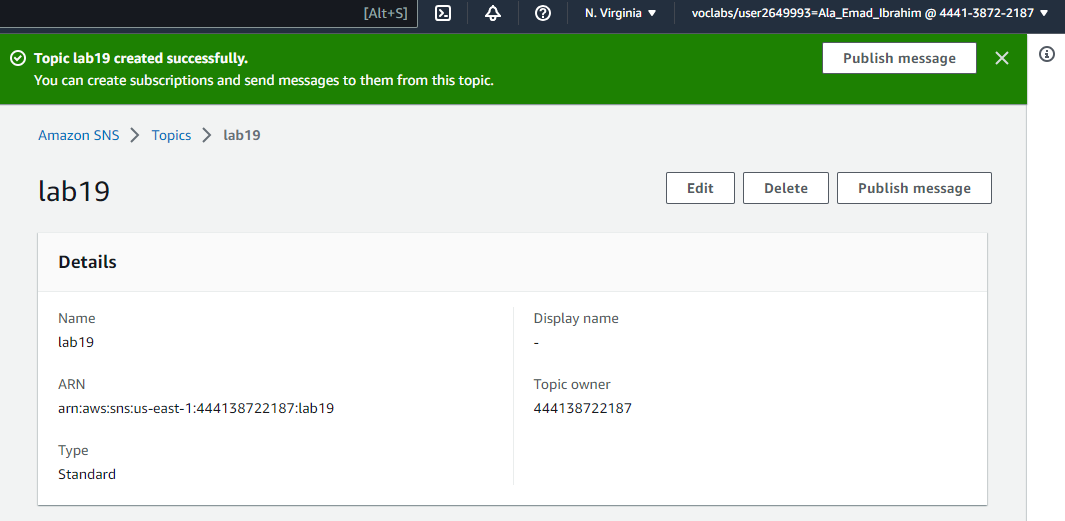 [Alt+S] N. Virginia voclabs/user2649993=Ala_Emad_Ibrahim @ 4441-3872-2187
Topic lab19 created successfully.
You can create subscriptions and send messages to them from this topic.
Publish message
Amazon SNS Topics lab19
lab19
Edit Delete Publish message
Details
Name
lab19
Display name
-
ARN
arn:aws:sns:us-east-1:444138722187:lab19
Topic owner
444138722187
Type
Standard